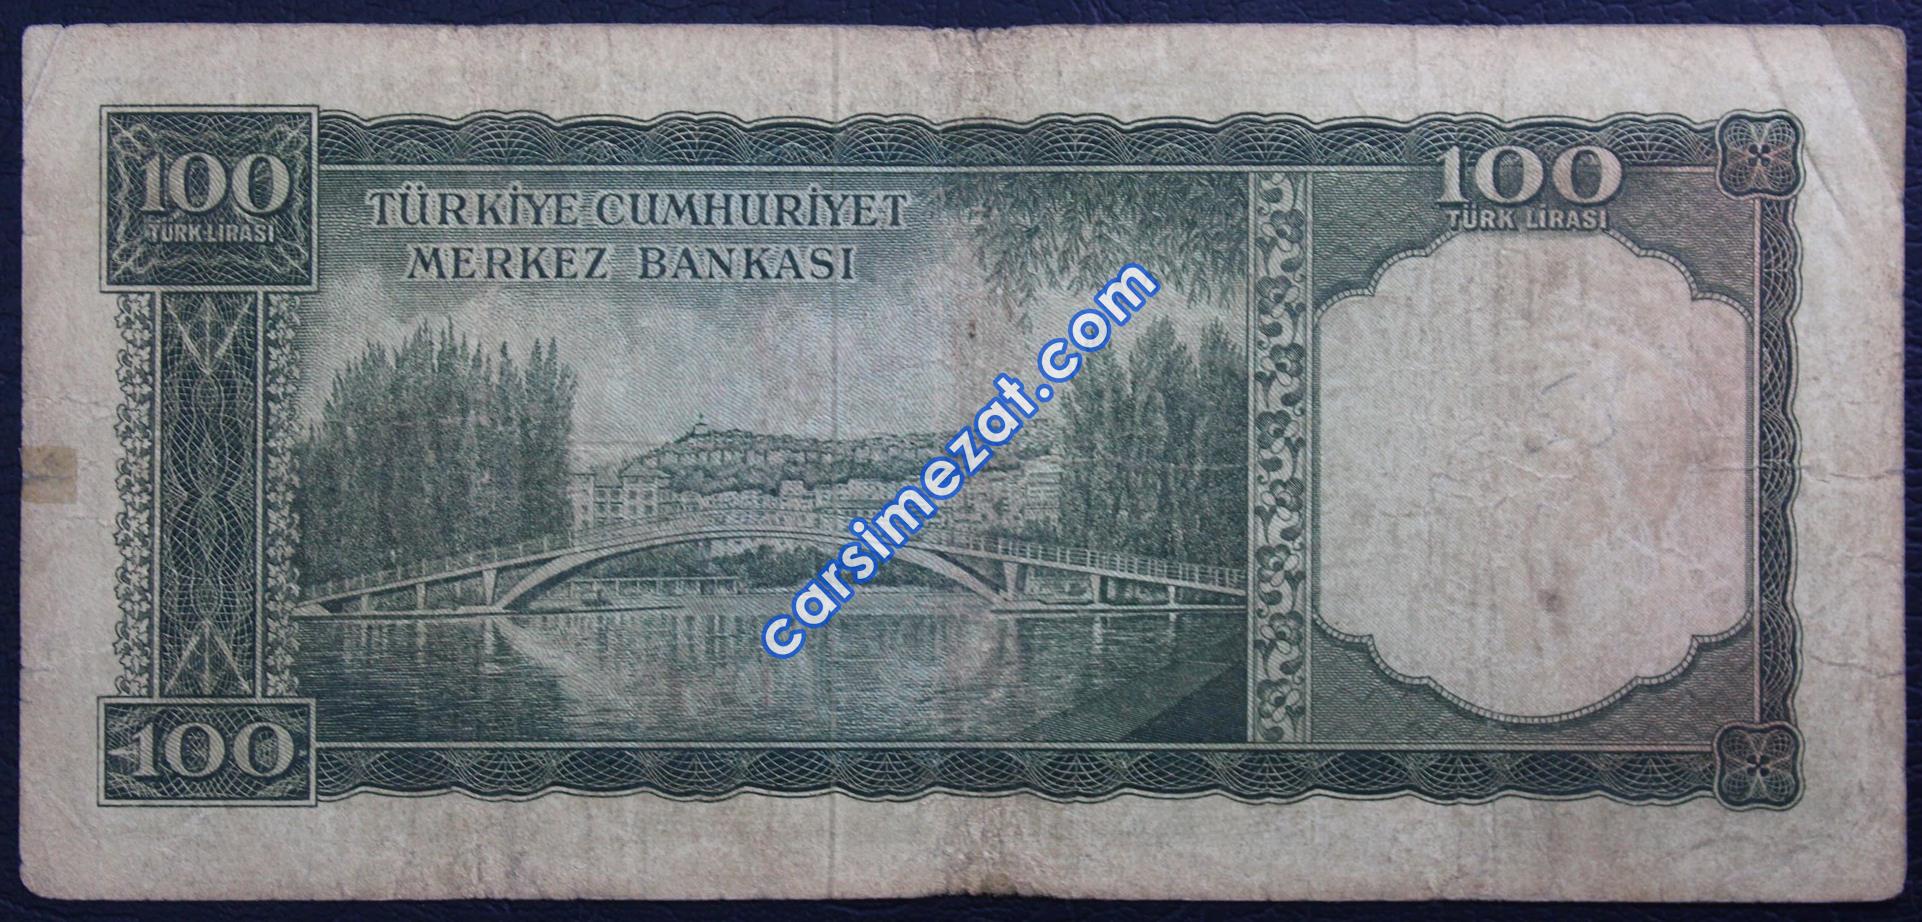 100
TÜRK LİRASI
TÜRKİYE CUMHURİYET
MERKEZ BANKASI
100
TÜRK LİRASI
carsimezat.com
100